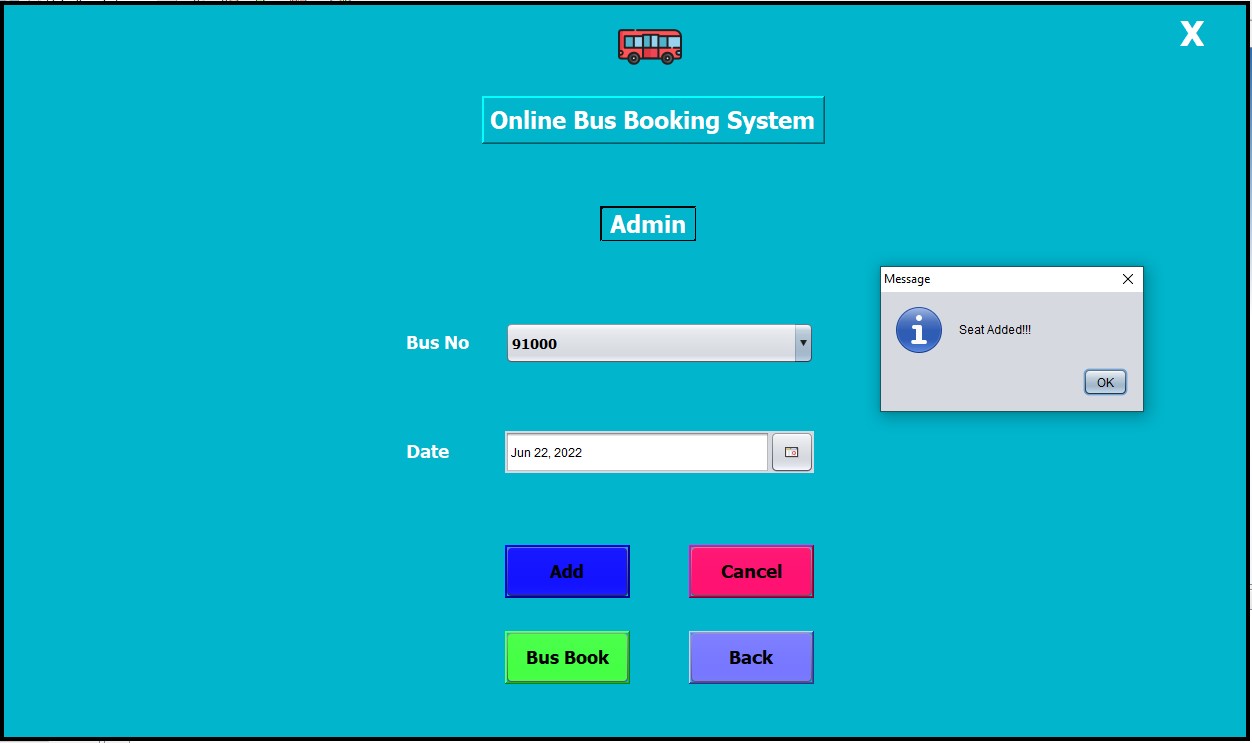 X
Online Bus Booking System
Admin
Message
Seat Added!!!
OK
Bus No
91000
Date
Jun 22, 2022
Add
Cancel
Bus Book
Back